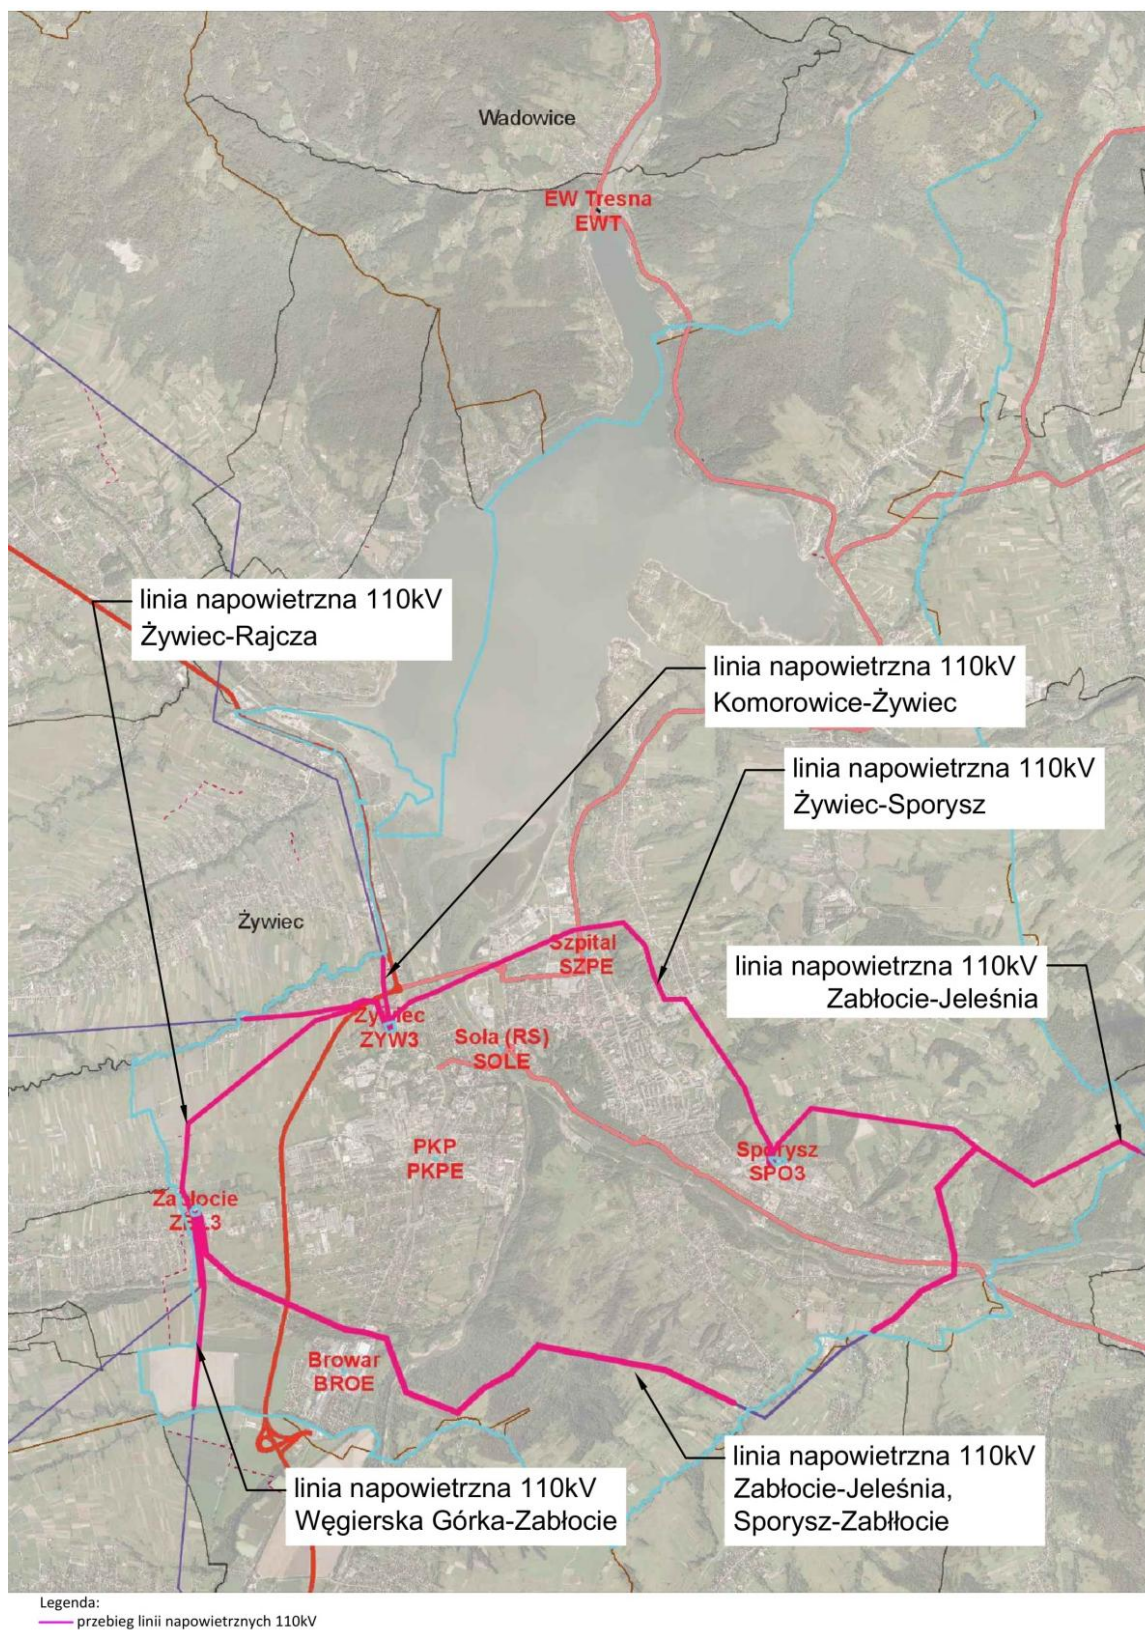 Wadowice
EW Tresna
EWT
linia napowietrzna 110kV
Żywiec-Rajcza
linia napowietrzna 110kV
Komorowice-Żywiec
linia napowietrzna 110kV
Żywiec-Sporysz
Żywiec
Szpital
SZPE
linia napowietrzna 110kV
Zabłocie-Jeleśnia
Żywiec
ZYW3
Soła (RS)
SOLE
PKP
PKPE
Sporysz
SPO3
Browar
BROE
linia napowietrzna 110kV
Zabłocie-Jeleśnia,
Sporysz-Zabłłocie
linia napowietrzna 110kV
Węgierska Górka-Zabłocie
Legenda:
przebieg linii napowietrznych 110kV